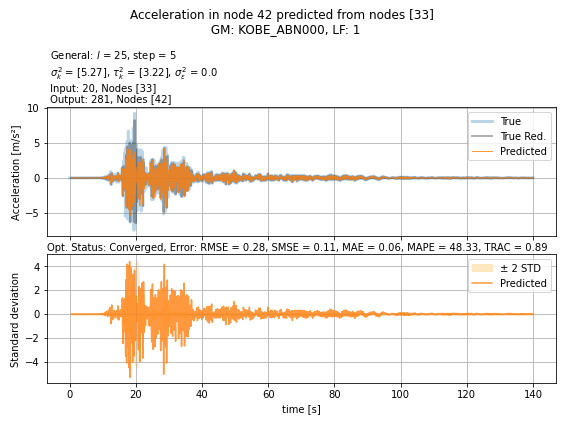 Acceleration in node 42 predicted from nodes [33]
GM: KOBE_ABN000, LF: 1
General: l = 25, step = 5
σ²ₖ = [5.27], τ²ₖ = [3.22], σ²ε = 0.0
Input: 20, Nodes [33]
Output: 281, Nodes [42]
Acceleration [m/s²]
10
5
0
−5
True
True Red.
Predicted
Opt. Status: Converged, Error: RMSE = 0.28, SMSE = 0.11, MAE = 0.06, MAPE = 48.33, TRAC = 0.89
Standard deviation
4
2
0
−2
−4
± 2 STD
Predicted
0 20 40 60 80 100 120 140
time [s]